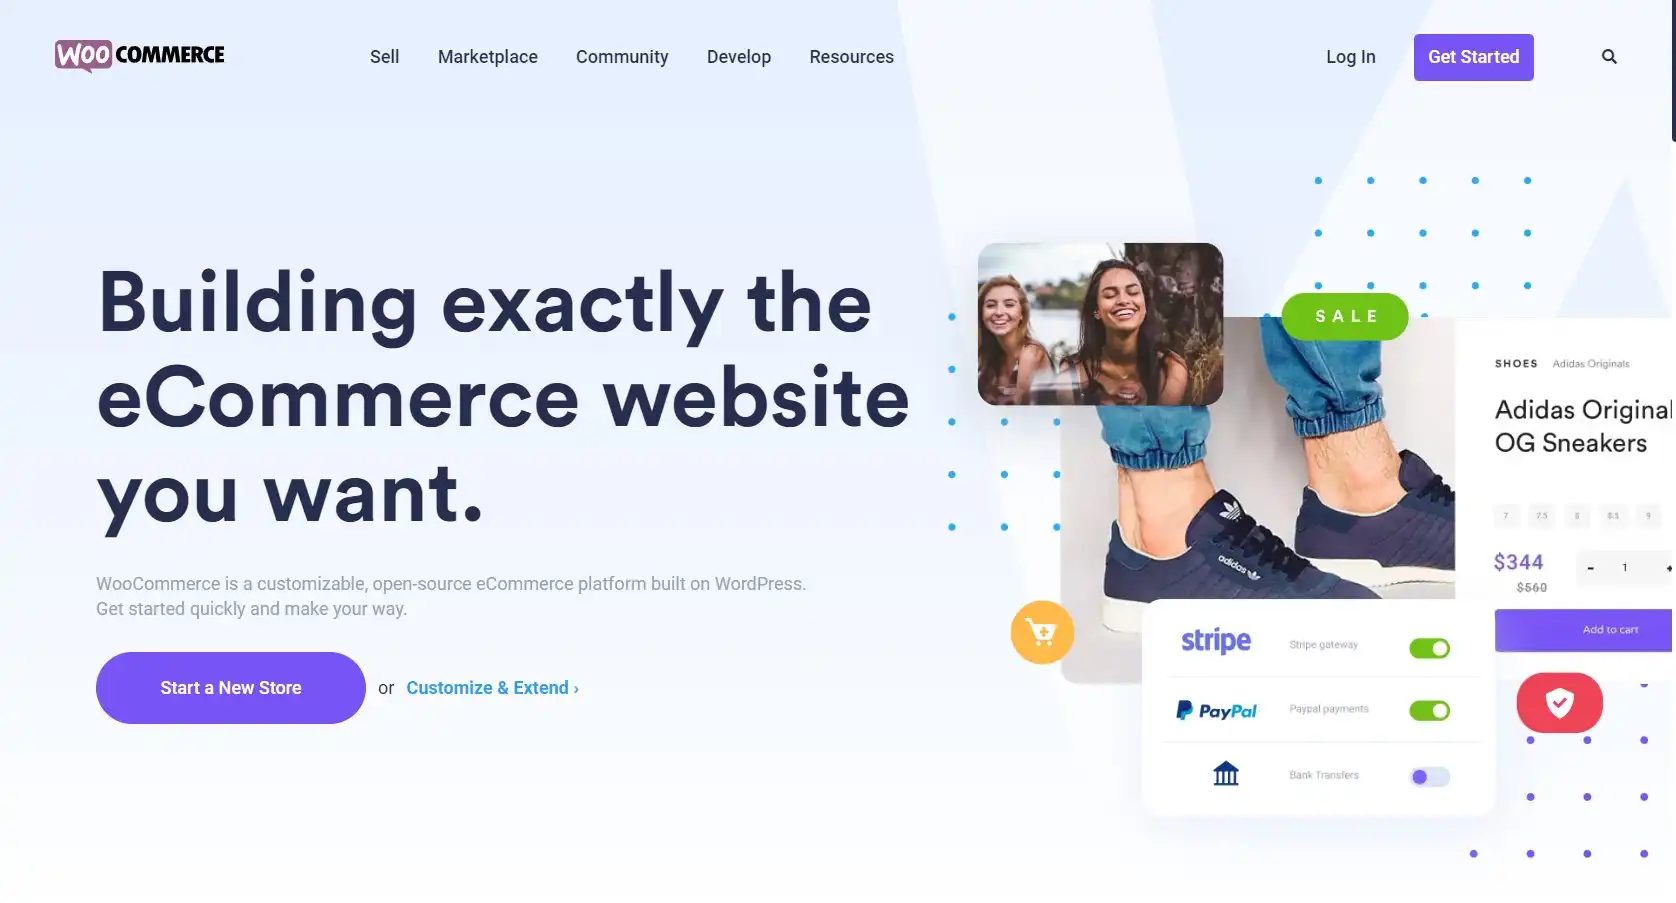 WOO COMMERCE
Sell Marketplace Community Develop Resources
Log In Get Started
Building exactly the
eCommerce website
you want.
WooCommerce is a customizable, open-source eCommerce platform built on WordPress.
Get started quickly and make your way.
Start a New Store or Customize & Extend ›
SALE
SHOES Adidas Originals
Adidas Original
OG Sneakers
7 7.5 8 8.5 9
$344
$560
- 1 +
Add to cart
adidas
stripe Stripe gateway
PayPal Paypal payments
Bank Transfers